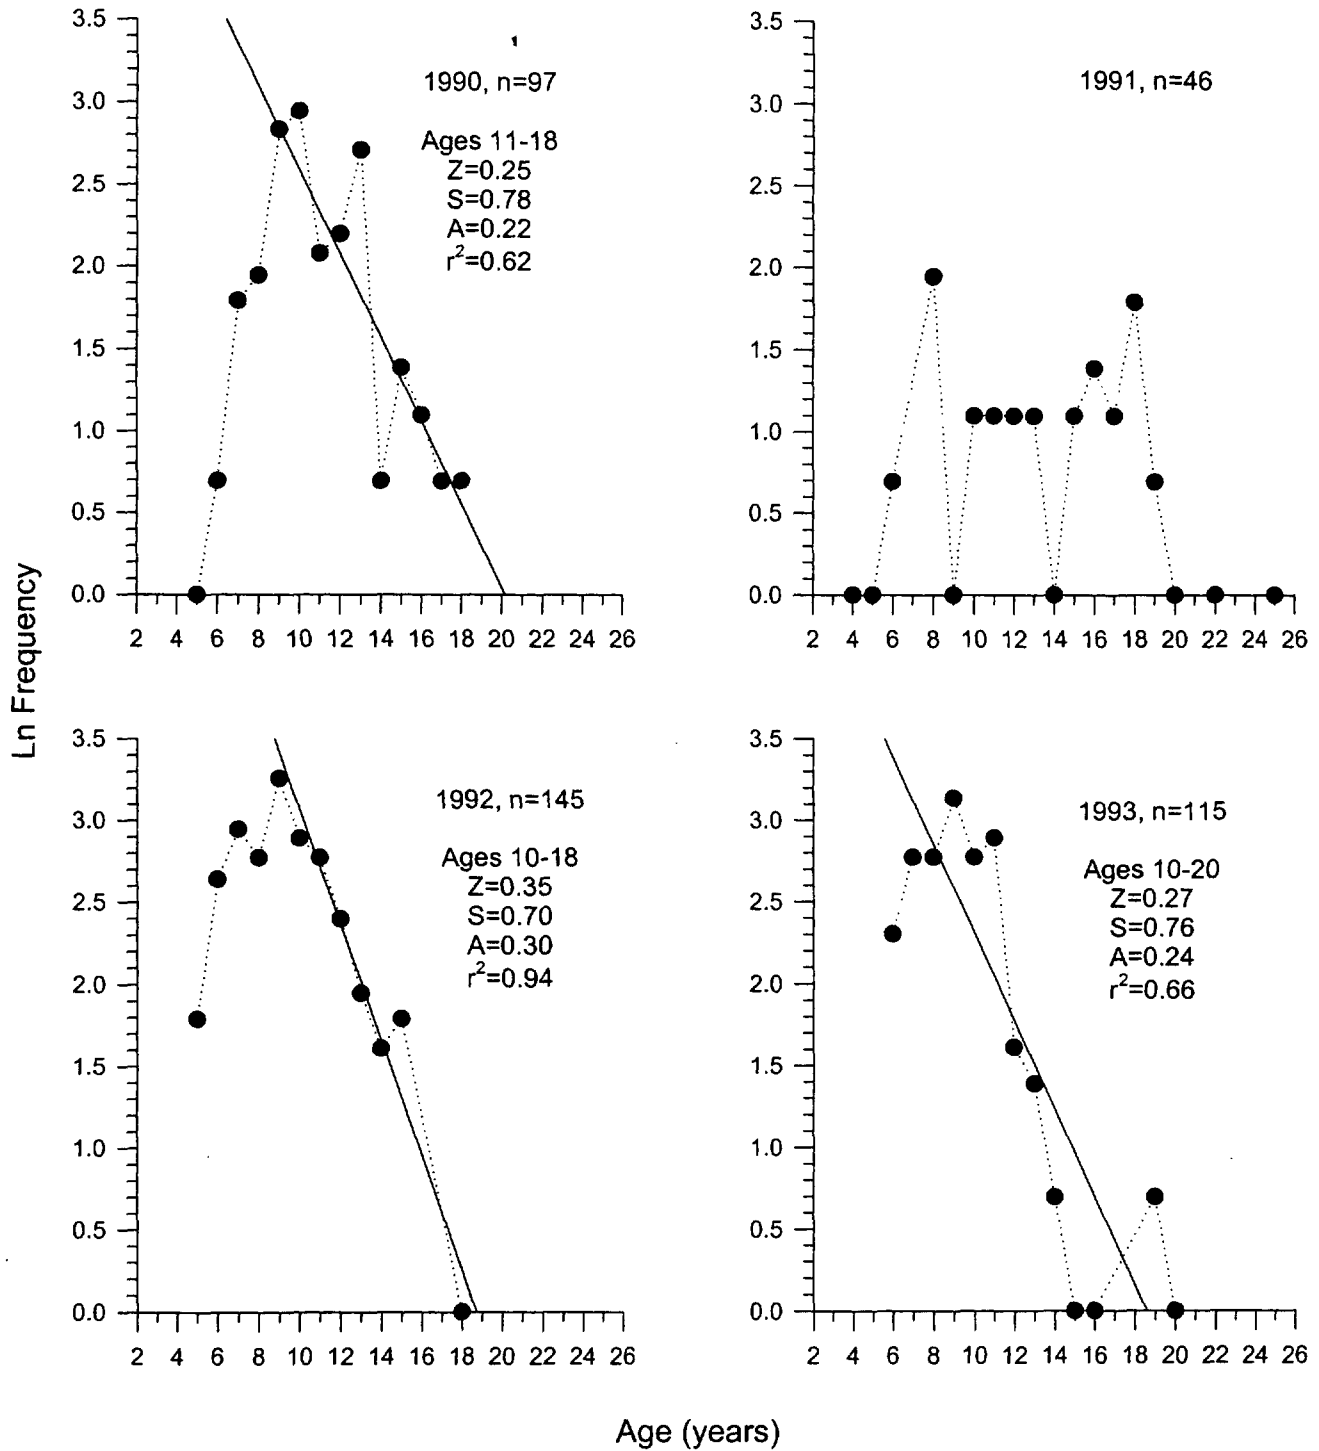 Ln Frequency
3.5
3.0
2.5
2.0
1.5
1.0
0.5
0.0
2 4 6 8 10 12 14 16 18 20 22 24 26
1990, n=97
Ages 11-18
Z=0.25
S=0.78
A=0.22
r²=0.62
3.5
3.0
2.5
2.0
1.5
1.0
0.5
0.0
2 4 6 8 10 12 14 16 18 20 22 24 26
1991, n=46
3.5
3.0
2.5
2.0
1.5
1.0
0.5
0.0
2 4 6 8 10 12 14 16 18 20 22 24 26
1992, n=145
Ages 10-18
Z=0.35
S=0.70
A=0.30
r²=0.94
3.5
3.0
2.5
2.0
1.5
1.0
0.5
0.0
2 4 6 8 10 12 14 16 18 20 22 24 26
1993, n=115
Ages 10-20
Z=0.27
S=0.76
A=0.24
r²=0.66
Age (years)